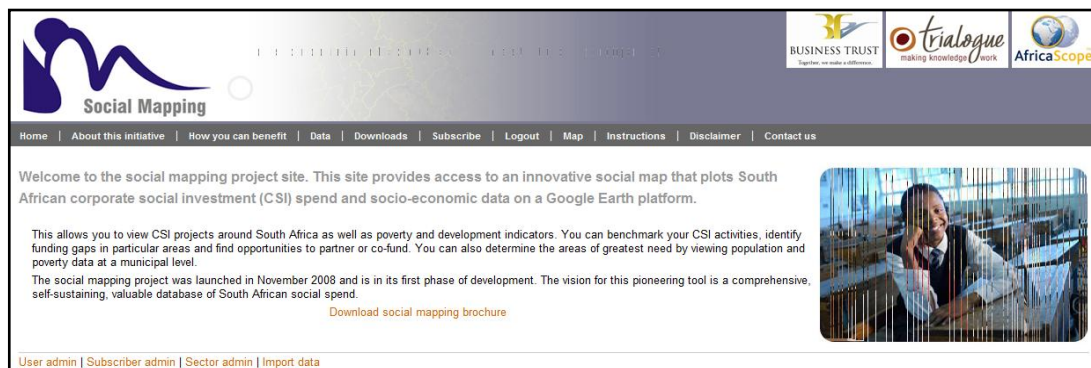 BUSINESS TRUST
Together, we make a difference.
trialogue
making knowledge work
AfricaScope
Social Mapping
Home | About this initiative | How you can benefit | Data | Downloads | Subscribe | Logout | Map | Instructions | Disclaimer | Contact us
Welcome to the social mapping project site. This site provides access to an innovative social map that plots South
African corporate social investment (CSI) spend and socio-economic data on a Google Earth platform.
This allows you to view CSI projects around South Africa as well as poverty and development indicators. You can benchmark your CSI activities, identify
funding gaps in particular areas and find opportunities to partner or co-fund. You can also determine the areas of greatest need by viewing population and
poverty data at a municipal level.
The social mapping project was launched in November 2008 and is in its first phase of development. The vision for this pioneering tool is a comprehensive,
self-sustaining, valuable database of South African social spend.
Download social mapping brochure
User admin | Subscriber admin | Sector admin | Import data